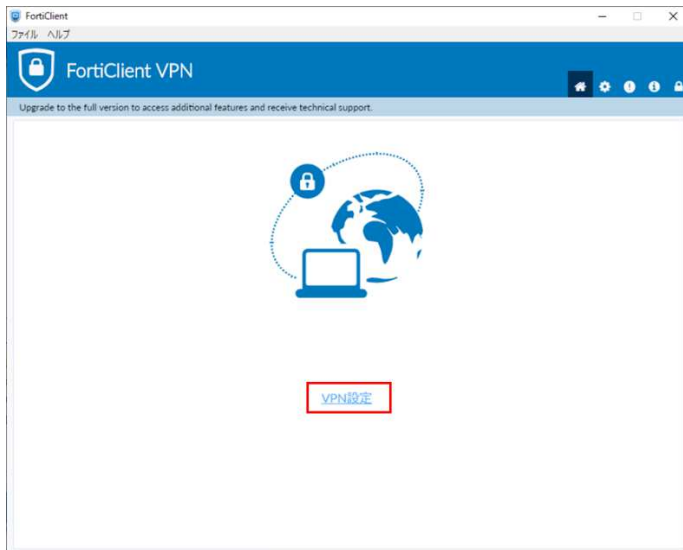 FortiClient
ファイル ヘルプ
FortiClient VPN
Upgrade to the full version to access additional features and receive technical support.
VPN設定